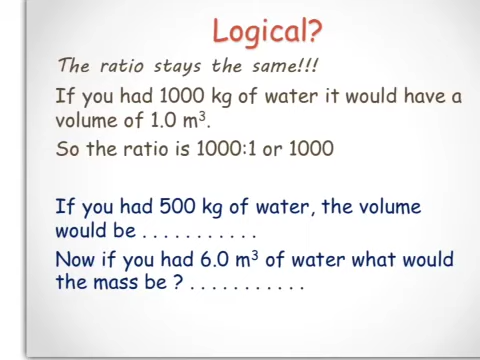 Logical?
The ratio stays the same!!!
If you had 1000 kg of water it would have a
volume of 1.0 m³.
So the ratio is 1000:1 or 1000
If you had 500 kg of water, the volume
would be . . . . . . . . . . .
Now if you had 6.0 m³ of water what would
the mass be ? . . . . . . . . . . .